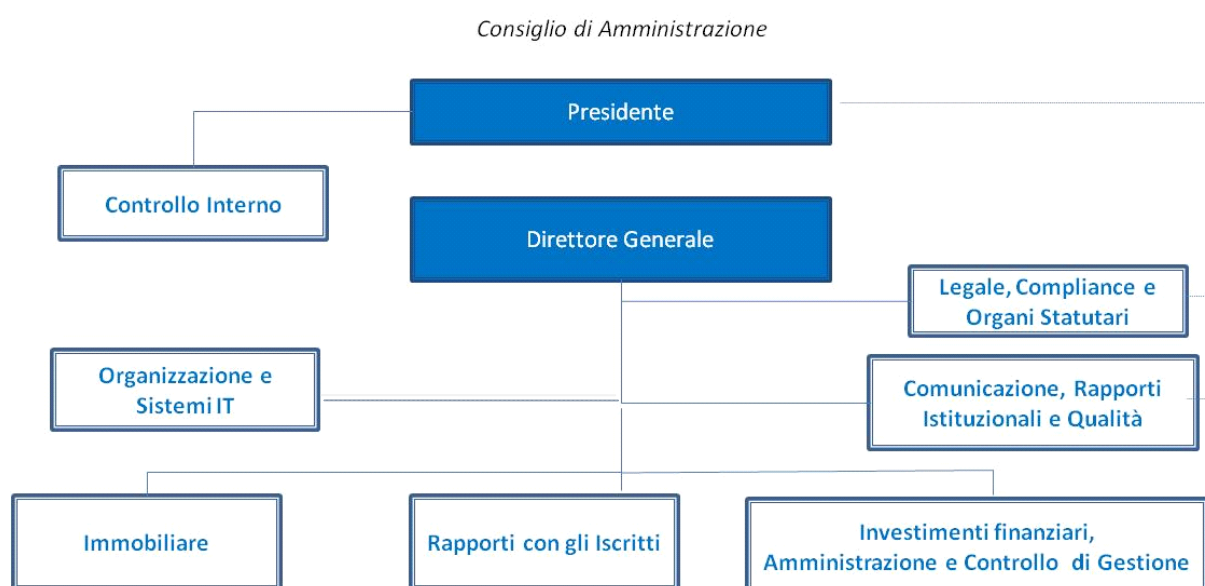 Consiglio di Amministrazione
Presidente
Controllo Interno
Direttore Generale
Legale, Compliance e
Organi Statutari
Organizzazione e
Sistemi IT
Comunicazione, Rapporti
Istituzionali e Qualità
Immobiliare
Rapporti con gli Iscritti
Investimenti finanziari,
Amministrazione e Controllo di Gestione